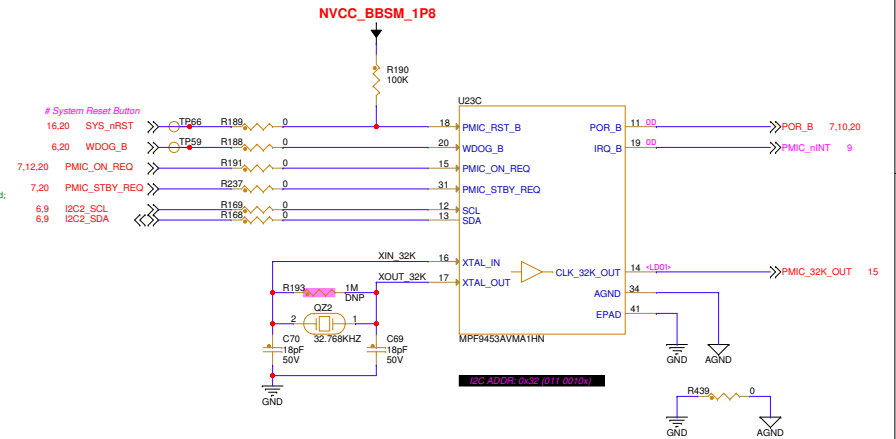 NVCC_BBSM_1P8
R190
100K
U23C
# System Reset Button
16,20 SYS_nRST TP66 R189 0 18 PMIC_RST_B POR_B 11 OD POR_B 7,10,20
6,20 WDOG_B TP59 R188 0 20 WDOG_B IRQ_B 19 OD PMIC_nINT 9
7,12,20 PMIC_ON_REQ R191 0 15 PMIC_ON_REQ
7,20 PMIC_STBY_REQ R237 0 31 PMIC_STBY_REQ
d;
6,9 I2C2_SCL R169 0 12 SCL
6,9 I2C2_SDA R168 0 13 SDA
XIN_32K 16 XTAL_IN
CLK_32K_OUT 14 <LDO1> PMIC_32K_OUT 15
XOUT_32K 17 XTAL_OUT
R193 1M
DNP
AGND 34
QZ2
2 1
EPAD 41
32.768KHZ
MPF9453AVMA1HN
C70
18pF
50V
C69
18pF
50V
GND AGND
I2C ADDR: 0x32 (011 0010x)
GND
R439 0
GND AGND